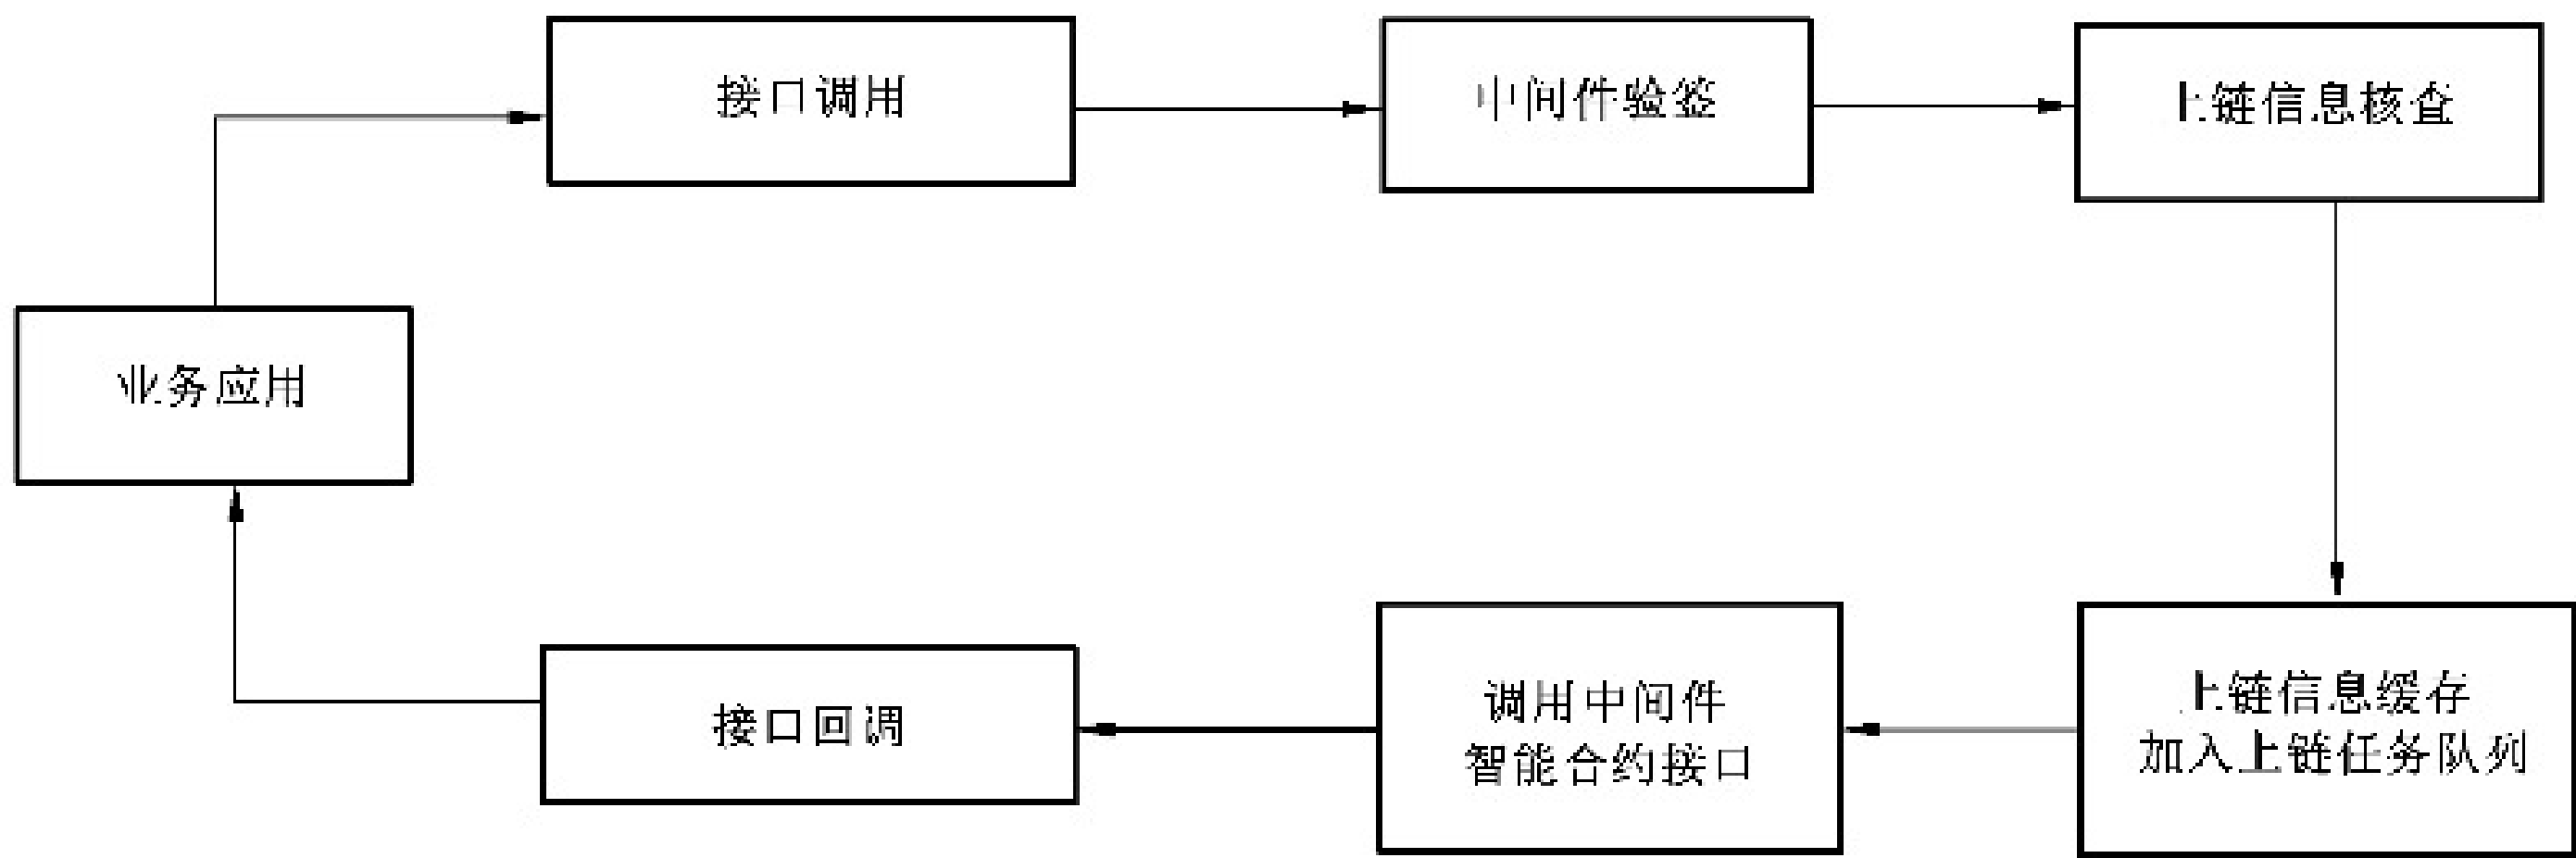 接口调用
中间件验签
上链信息核查
业务应用
上链信息缓存
加入上链任务队列
调用中间件
智能合约接口
接口回调